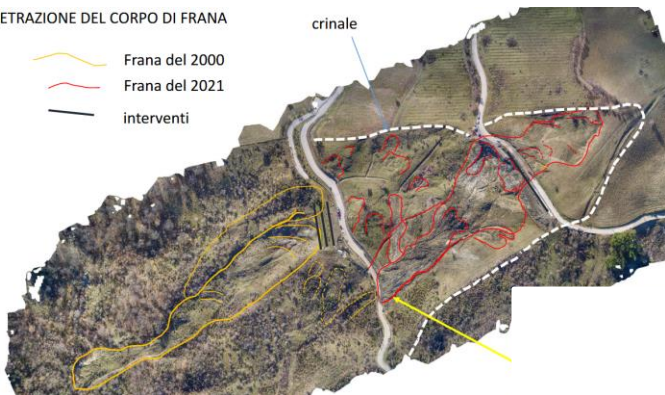 ETRAZIONE DEL CORPO DI FRANA
crinale
Frana del 2000
Frana del 2021
interventi